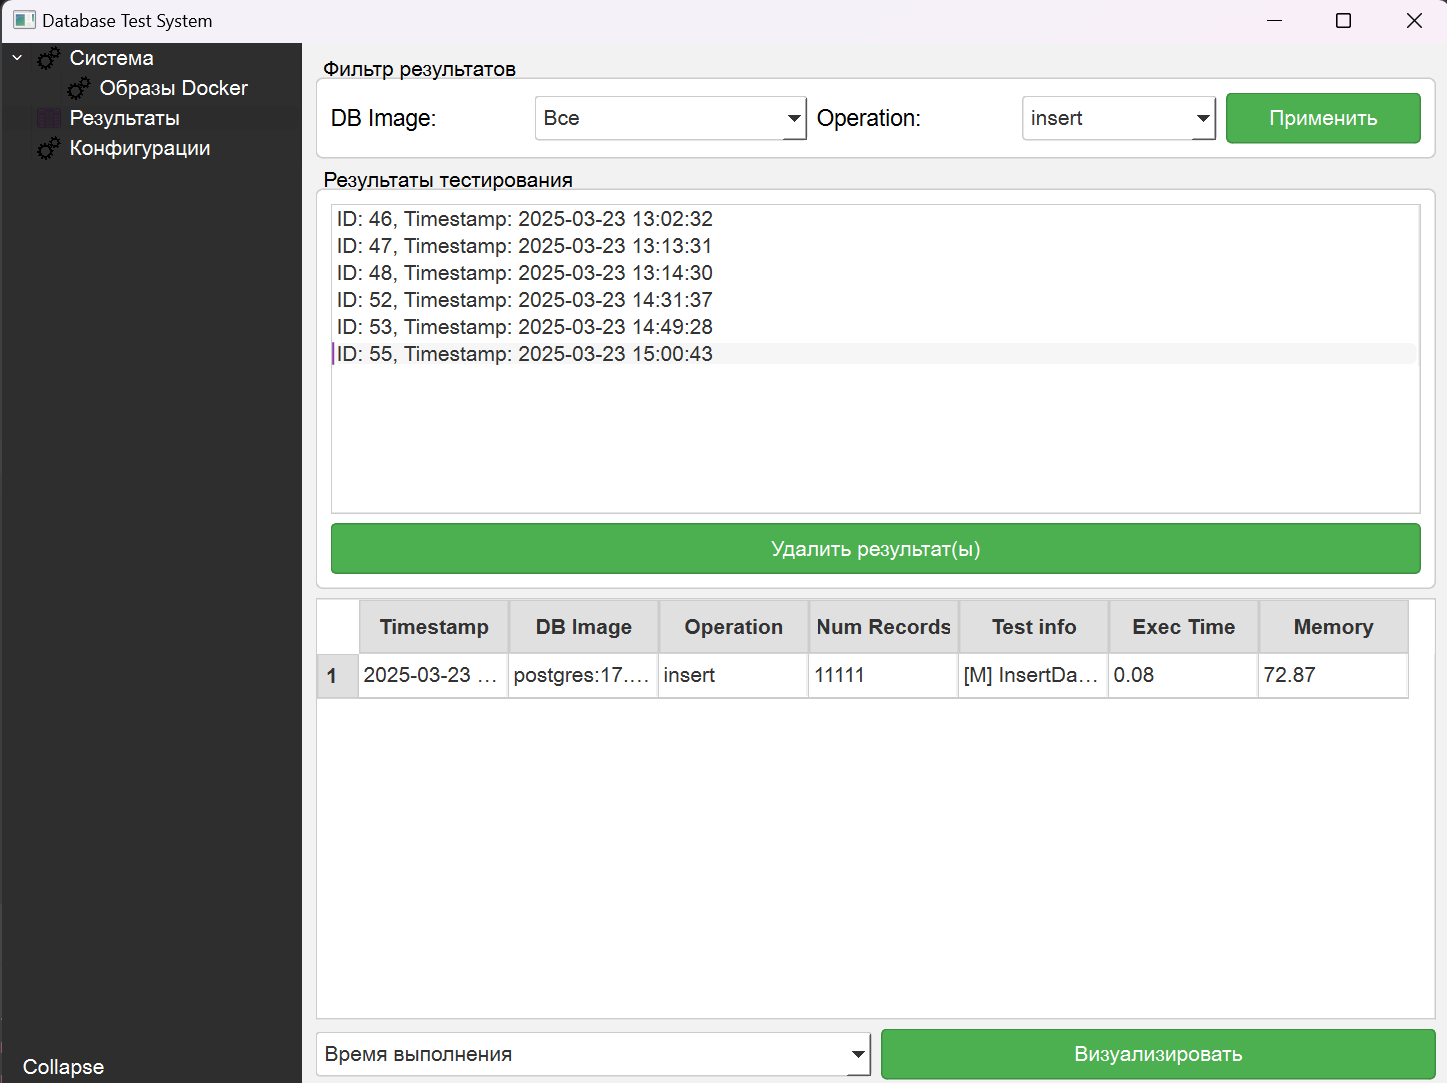 Database Test System
Система
Образы Docker
Результаты
Конфигурации
Collapse
Фильтр результатов
DB Image: Все Operation: insert Применить
Результаты тестирования
ID: 46, Timestamp: 2025-03-23 13:02:32
ID: 47, Timestamp: 2025-03-23 13:13:31
ID: 48, Timestamp: 2025-03-23 13:14:30
ID: 52, Timestamp: 2025-03-23 14:31:37
ID: 53, Timestamp: 2025-03-23 14:49:28
ID: 55, Timestamp: 2025-03-23 15:00:43
Удалить результат(ы)
Timestamp DB Image Operation Num Records Test info Exec Time Memory
1 2025-03-23 … postgres:17.… insert 11111 [M] InsertDa… 0.08 72.87
Время выполнения Визуализировать